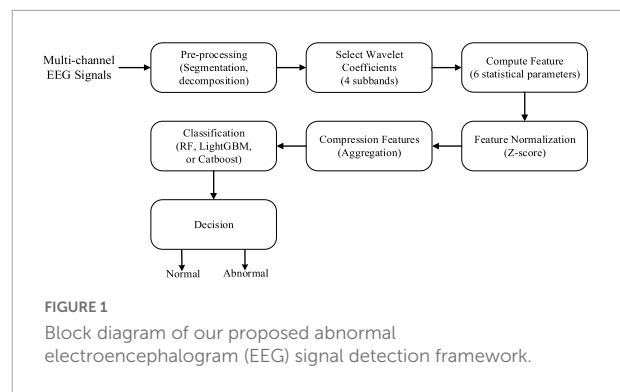 Multi-channel
EEG Signals
Pre-processing
(Segmentation,
decomposition)
Select Wavelet
Coefficients
(4 subbands)
Compute Feature
(6 statistical parameters)
Classification
(RF, LightGBM,
or Catboost)
Compression Features
(Aggregation)
Feature Normalization
(Z-score)
Decision
Normal
Abnormal
FIGURE 1
Block diagram of our proposed abnormal
electroencephalogram (EEG) signal detection framework.